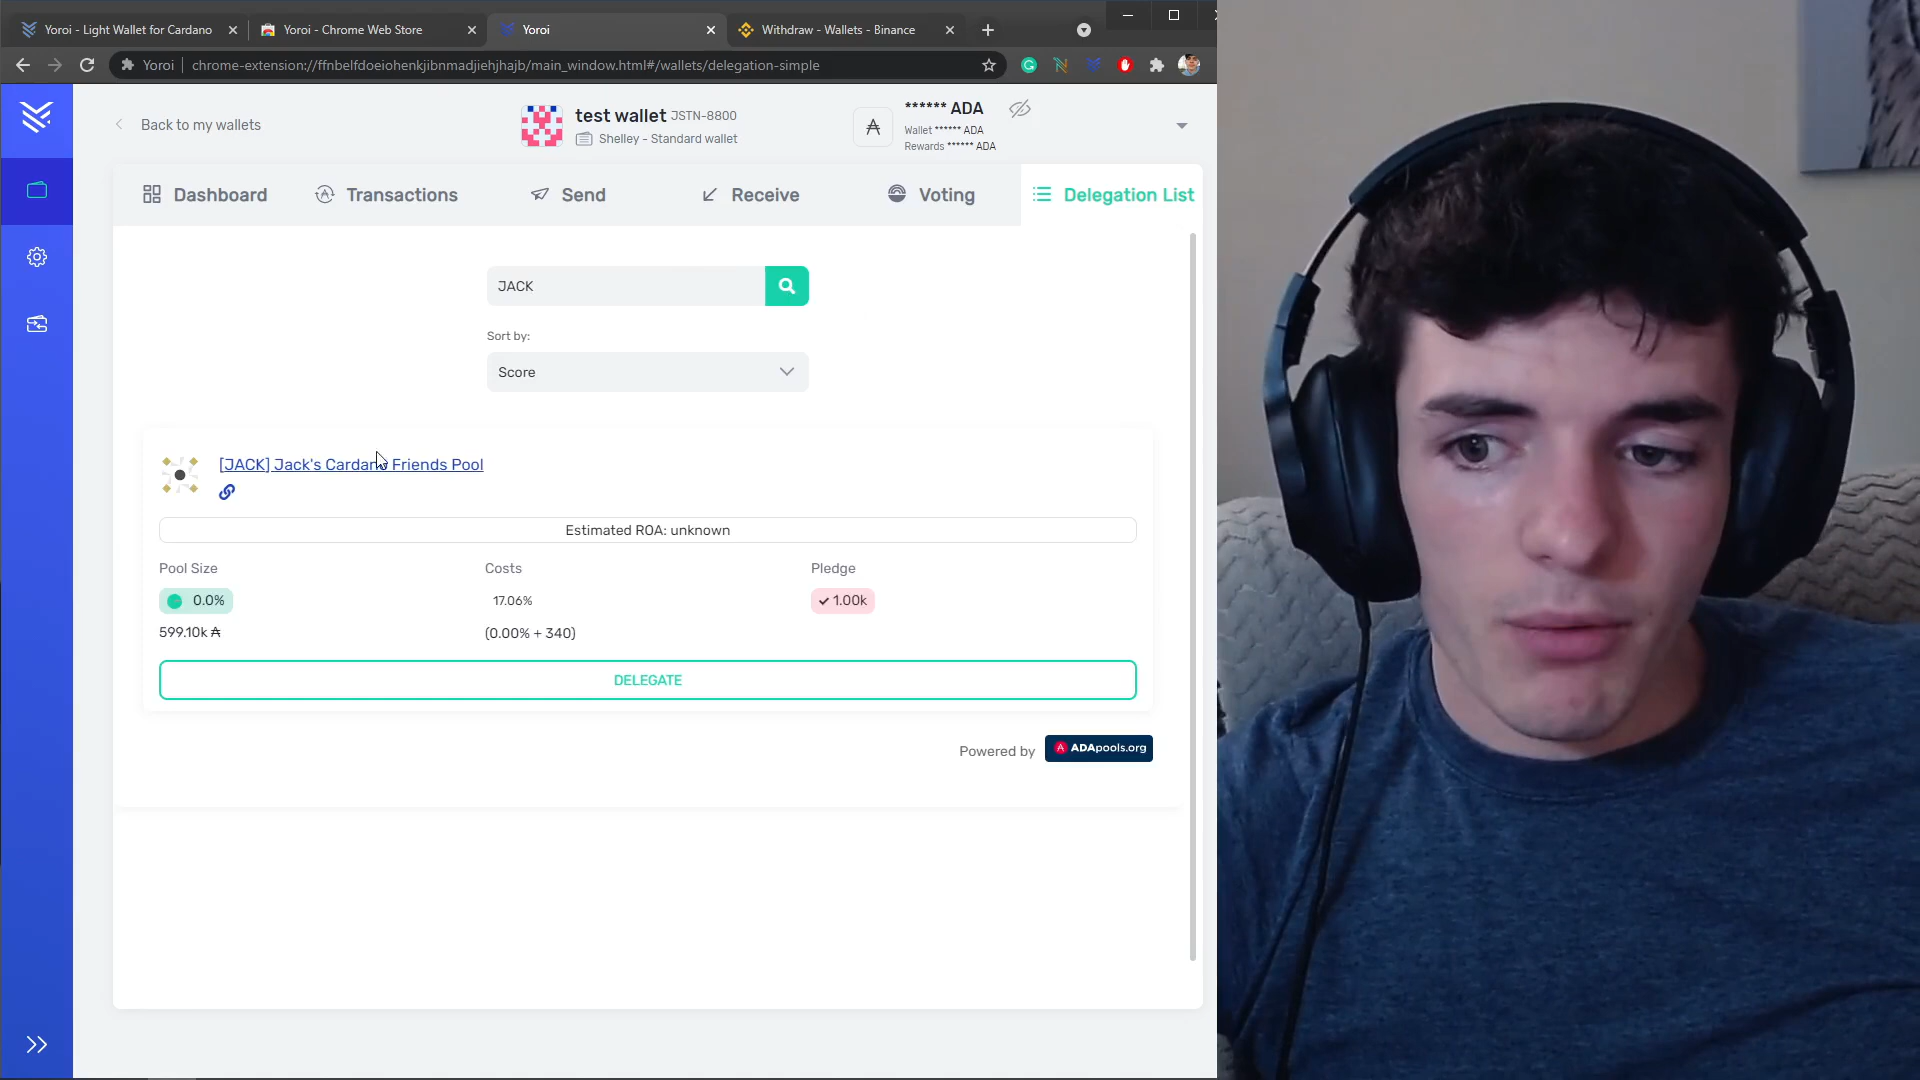 Yoroi - Light Wallet for Cardano
Yoroi - Chrome Web Store
Yoroi
Withdraw - Wallets - Binance
Yoroi
chrome-extension://ffnbelfdoeiohenkjibnmadjiehjhajb/main_window.html#/wallets/delegation-simple
Back to my wallets
test wallet JSTN-8800
Shelley - Standard wallet
****** ADA
Wallet ****** ADA
Rewards ****** ADA
Dashboard
Transactions
Send
Receive
Voting
Delegation List
JACK
Sort by:
Score
[JACK] Jack's Cardano Friends Pool
Estimated ROA: unknown
Pool Size
Costs
Pledge
0.0%
17.06%
1.00k
599.10k ₳
(0.00% + 340)
DELEGATE
Powered by
ADApools.org